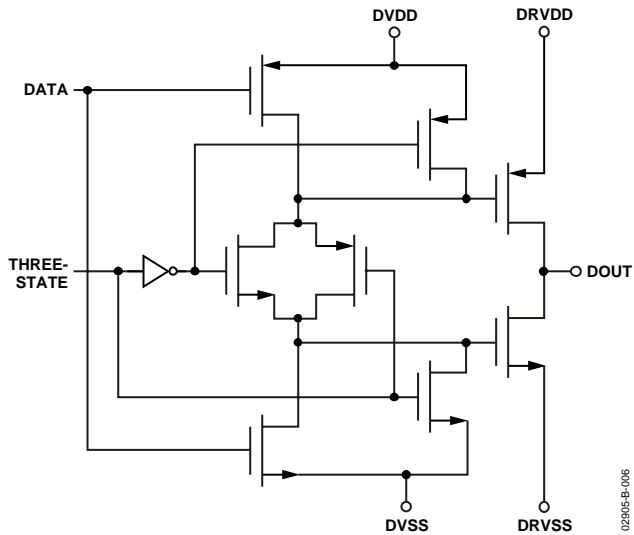 DVDD
DRVDD
DATA
THREE-
STATE
DOUT
DVSS
DRVSS
02905-B-006